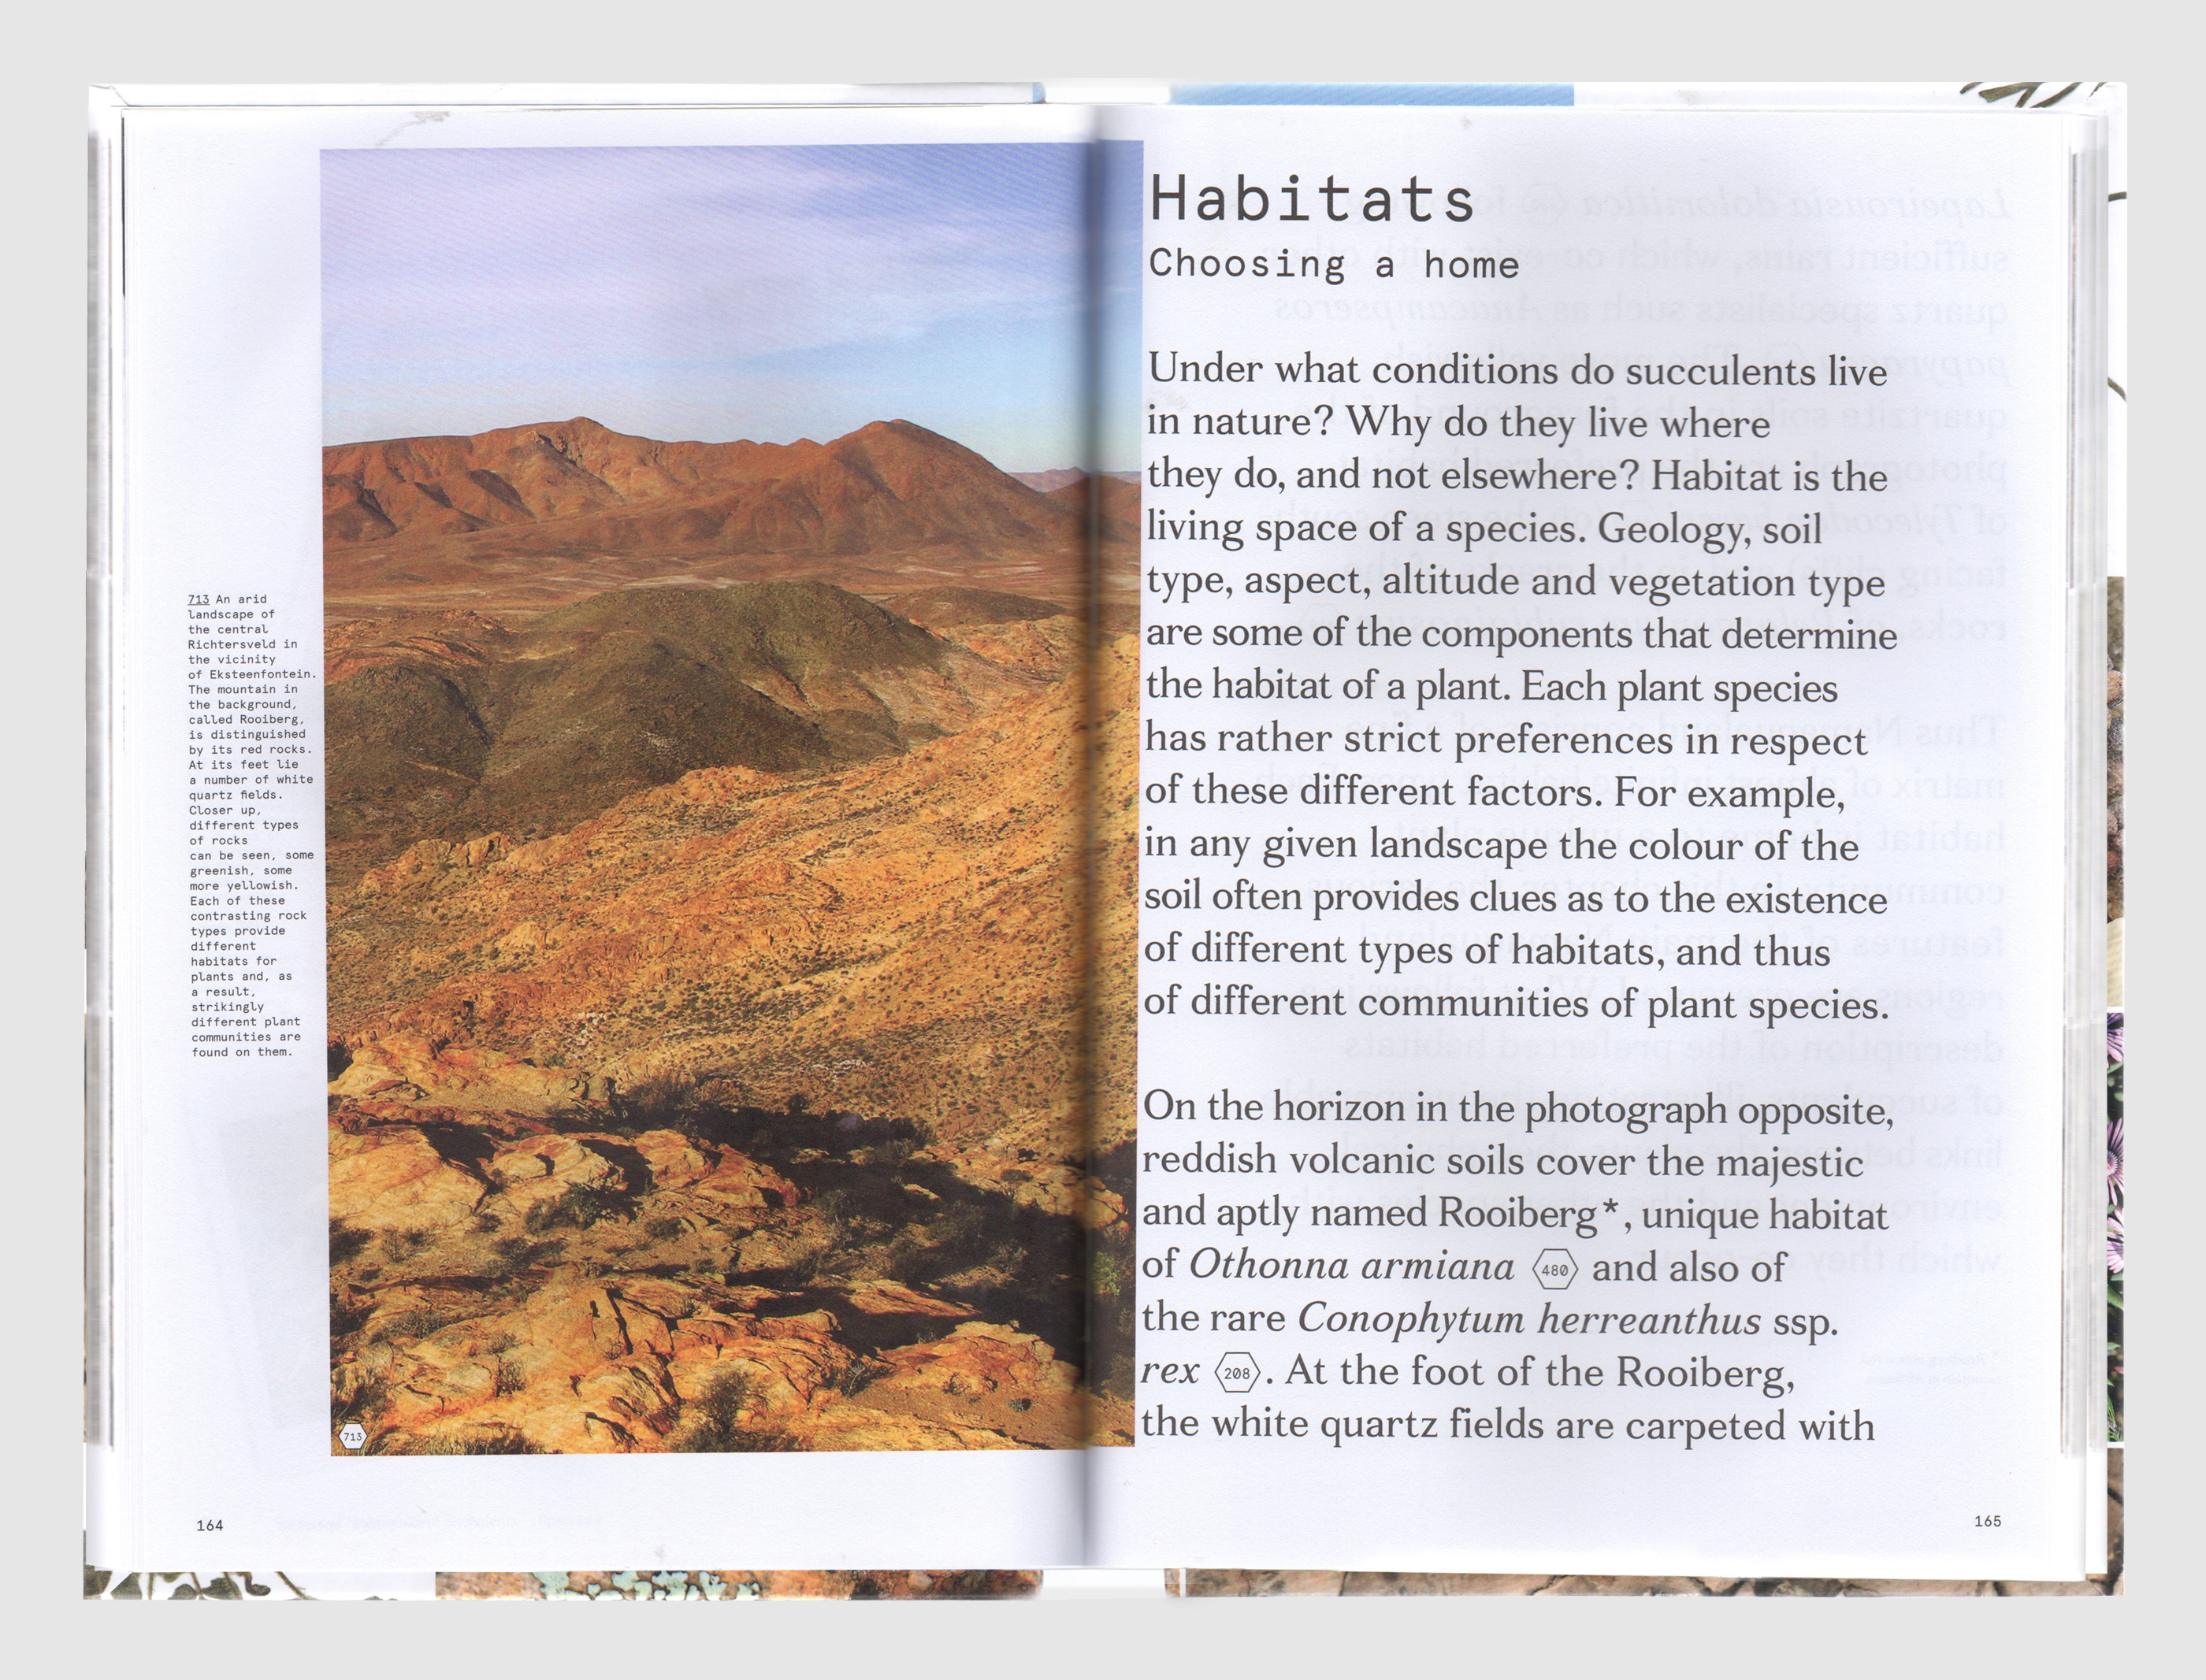 713 An arid
landscape of
the central
Richtersveld in
the vicinity
of Eksteenfontein.
The mountain in
the background,
called Rooiberg,
is distinguished
by its red rocks.
At its feet lie
a number of white
quartz fields.
Closer up,
different types
of rocks
can be seen, some
greenish, some
more yellowish.
Each of these
contrasting rock
types provide
different
habitats for
plants and, as
a result,
strikingly
different plant
communities are
found on them.
713
164
Habitats
Choosing a home
Under what conditions do succulents live
in nature? Why do they live where
they do, and not elsewhere? Habitat is the
living space of a species. Geology, soil
type, aspect, altitude and vegetation type
are some of the components that determine
the habitat of a plant. Each plant species
has rather strict preferences in respect
of these different factors. For example,
in any given landscape the colour of the
soil often provides clues as to the existence
of different types of habitats, and thus
of different communities of plant species.
On the horizon in the photograph opposite,
reddish volcanic soils cover the majestic
and aptly named Rooiberg*, unique habitat
of Othonna armiana 480 and also of
the rare Conophytum herreanthus ssp.
rex 208. At the foot of the Rooiberg,
the white quartz fields are carpeted with
165